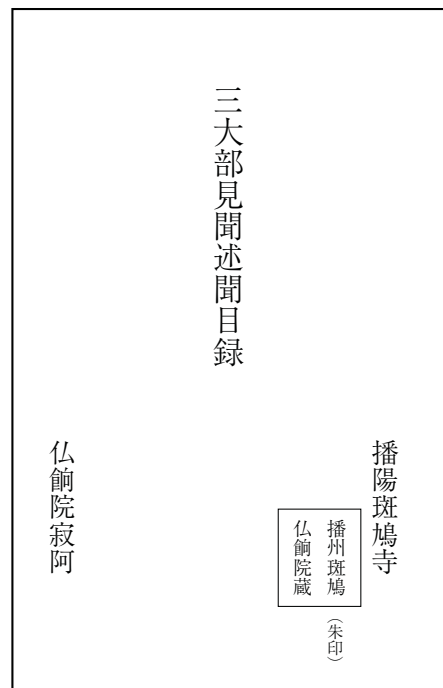 播陽斑鳩寺
播州斑鳩
仏餉院蔵
（朱印）
三大部見聞述聞目録
仏餉院寂阿